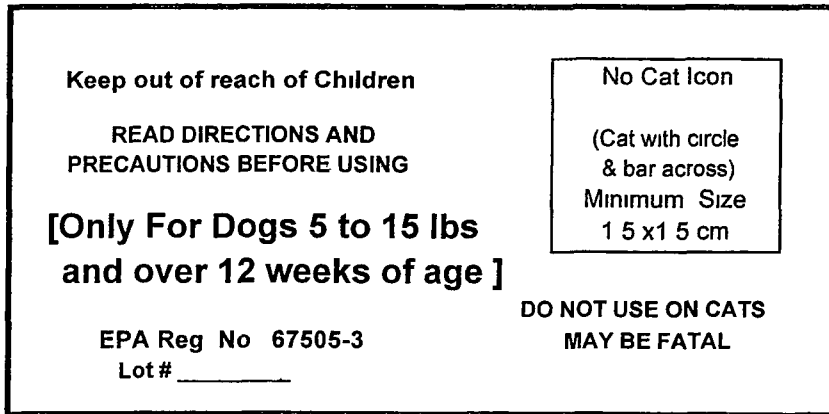 Keep out of reach of Children
READ DIRECTIONS AND
PRECAUTIONS BEFORE USING
[Only For Dogs 5 to 15 lbs
and over 12 weeks of age ]
EPA Reg No 67505-3
Lot #
No Cat Icon
(Cat with circle
& bar across)
Minimum Size
1 5 x1 5 cm
DO NOT USE ON CATS
MAY BE FATAL